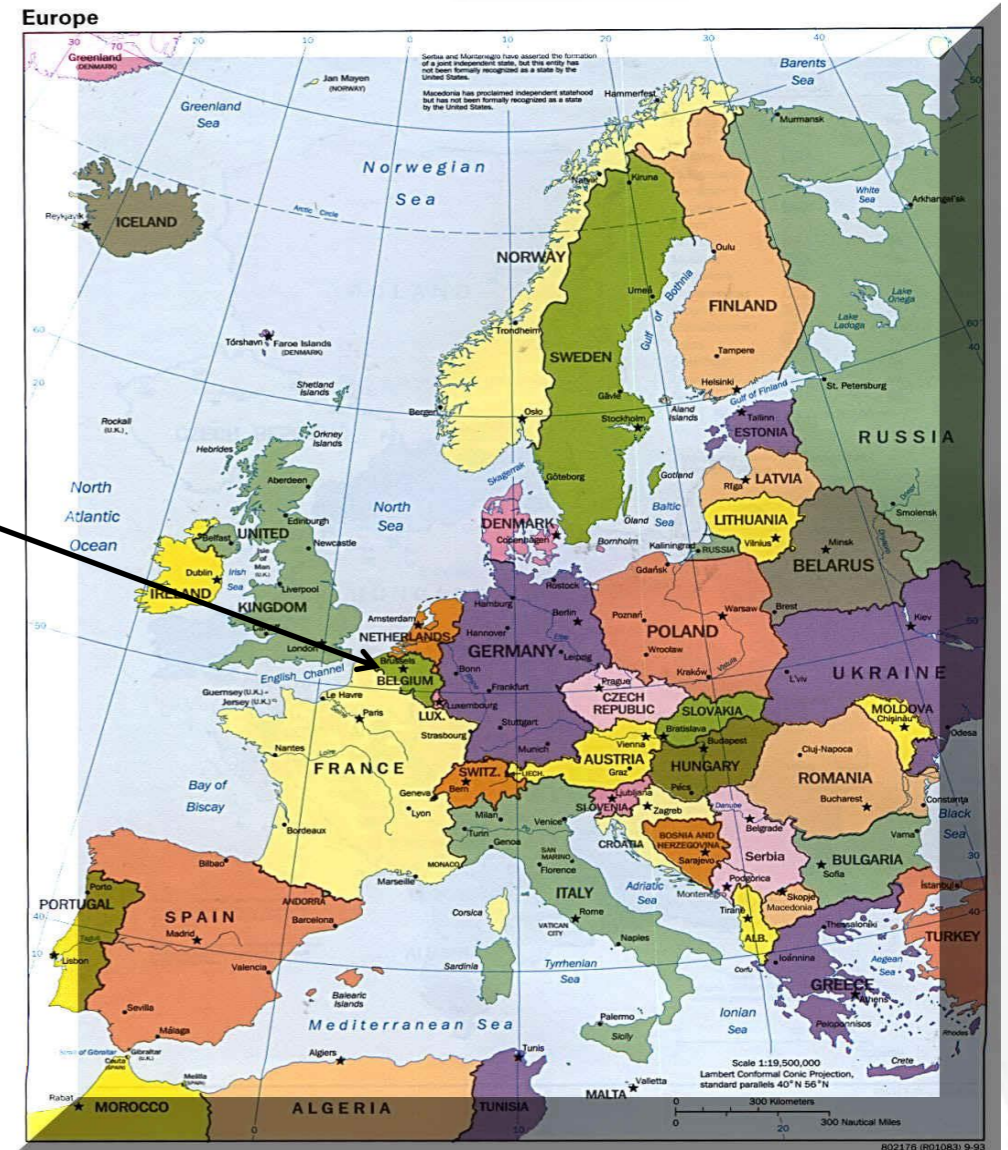 Europe
Greenland
(DENMARK)
Jan Mayen
(NORWAY)
Serbia and Montenegro have asserted the formation
of a joint independent state, but this entity has
not been formally recognized as a state by the
United States.
Macedonia has proclaimed independent statehood
but has not been formally recognized as a state
by the United States.
Barents
Sea
Hammerfest
Murmansk
Greenland
Sea
Norwegian
Sea
Narvik
Kiruna
White
Sea
Arkhangel'sk
Reykjavik
ICELAND
Arctic Circle
NORWAY
Oulu
Umeå
Gulf of Bothnia
FINLAND
Lake
Onega
Lake
Ladoga
Trondheim
Tórshavn
Faroe Islands
(DENMARK)
SWEDEN
Tampere
Shetland
Islands
Helsinki
Gulf of Finland
St. Petersburg
Bergen
Oslo
Gävle
Stockholm
Aland
Islands
Tallinn
ESTONIA
Rockall
(U.K.)
Orkney
Islands
Hebrides
RUSSIA
Skagerrak
Göteborg
Gotland
Rīga
LATVIA
Aberdeen
North
Atlantic
Ocean
North
Sea
Baltic
Sea
Smolensk
Edinburgh
DENMARK
Copenhagen
Oland
Bornholm
LITHUANIA
Vilnius
Kaliningrad
RUSSIA
Minsk
BELARUS
Belfast
UNITED
KINGDOM
Newcastle
Isle
of
Man
(U.K.)
Dublin
Irish
Sea
IRELAND
Liverpool
Gdańsk
Rostock
Hamburg
Berlin
Amsterdam
NETHERLANDS
Hannover
GERMANY
Elbe
Leipzig
Poznań
Warsaw
Brest
POLAND
Wrocław
Kiev
London
English Channel
Brussels
BELGIUM
Bonn
Frankfurt
Prague
CZECH
REPUBLIC
Kraków
Vistula
L'viv
UKRAINE
Guernsey (U.K.)
Jersey (U.K.)
Le Havre
Paris
Seine
LUX.
Luxembourg
Strasbourg
Stuttgart
Munich
SLOVAKIA
Bratislava
MOLDOVA
Chişinău
Odesa
Nantes
Loire
FRANCE
SWITZ.
Bern
LIECH.
Vienna
AUSTRIA
Graz
Budapest
HUNGARY
Pécs
Cluj-Napoca
ROMANIA
Bucharest
Constanţa
Bay of
Biscay
Geneva
Lyon
Bordeaux
Milan
Turin
Venice
Po
Genoa
SLOVENIA
Ljubljana
Zagreb
CROATIA
BOSNIA AND
HERZEGOVINA
Sarajevo
Danube
Belgrade
Serbia
BULGARIA
Sofia
Varna
Black
Sea
Bilbao
MONACO
Marseille
SAN
MARINO
Florence
ITALY
Adriatic
Sea
Podgorica
Montenegro
Skopje
Macedonia
Tiranë
ALB.
İstanbul
TURKEY
Porto
PORTUGAL
Lisbon
SPAIN
Madrid
ANDORRA
Barcelona
Corsica
VATICAN
CITY
Rome
Naples
Thessaloníki
Valencia
Sardinia
Tyrrhenian
Sea
Corfu
Ioánnina
GREECE
Aegean
Sea
Athens
Sevilla
Málaga
Balearic
Islands
Mediterranean Sea
Palermo
Sicily
Ionian
Sea
Peloponnisos
Rhodes
Crete
Gibraltar
(U.K.)
Ceuta
(SPAIN)
Melilla
(SPAIN)
Algiers
Tunis
Rabat
MOROCCO
ALGERIA
TUNISIA
MALTA
Valletta
Scale 1:19,500,000
Lambert Conformal Conic Projection,
standard parallels 40°N 56°N
0 300 Kilometers
0 300 Nautical Miles
802176 (R01083) 9-93